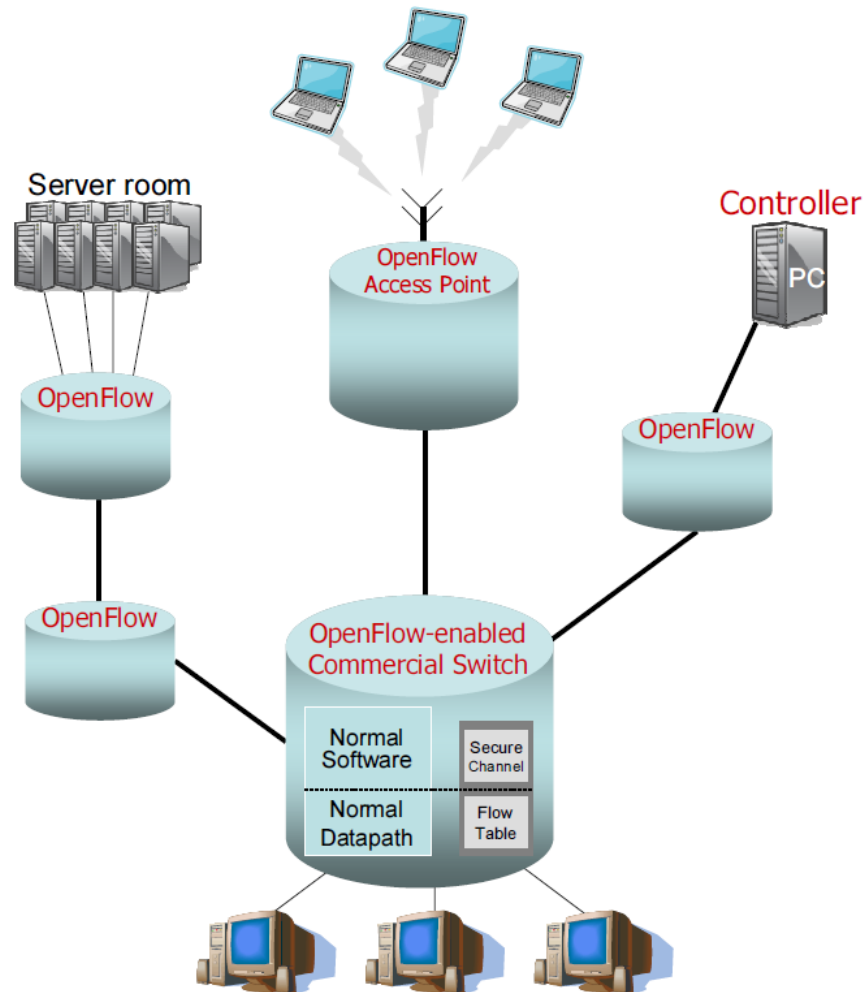 Server room
Controller
OpenFlow
Access Point
PC
OpenFlow
OpenFlow
OpenFlow
OpenFlow-enabled
Commercial Switch
Normal
Software
Secure
Channel
Normal
Datapath
Flow
Table